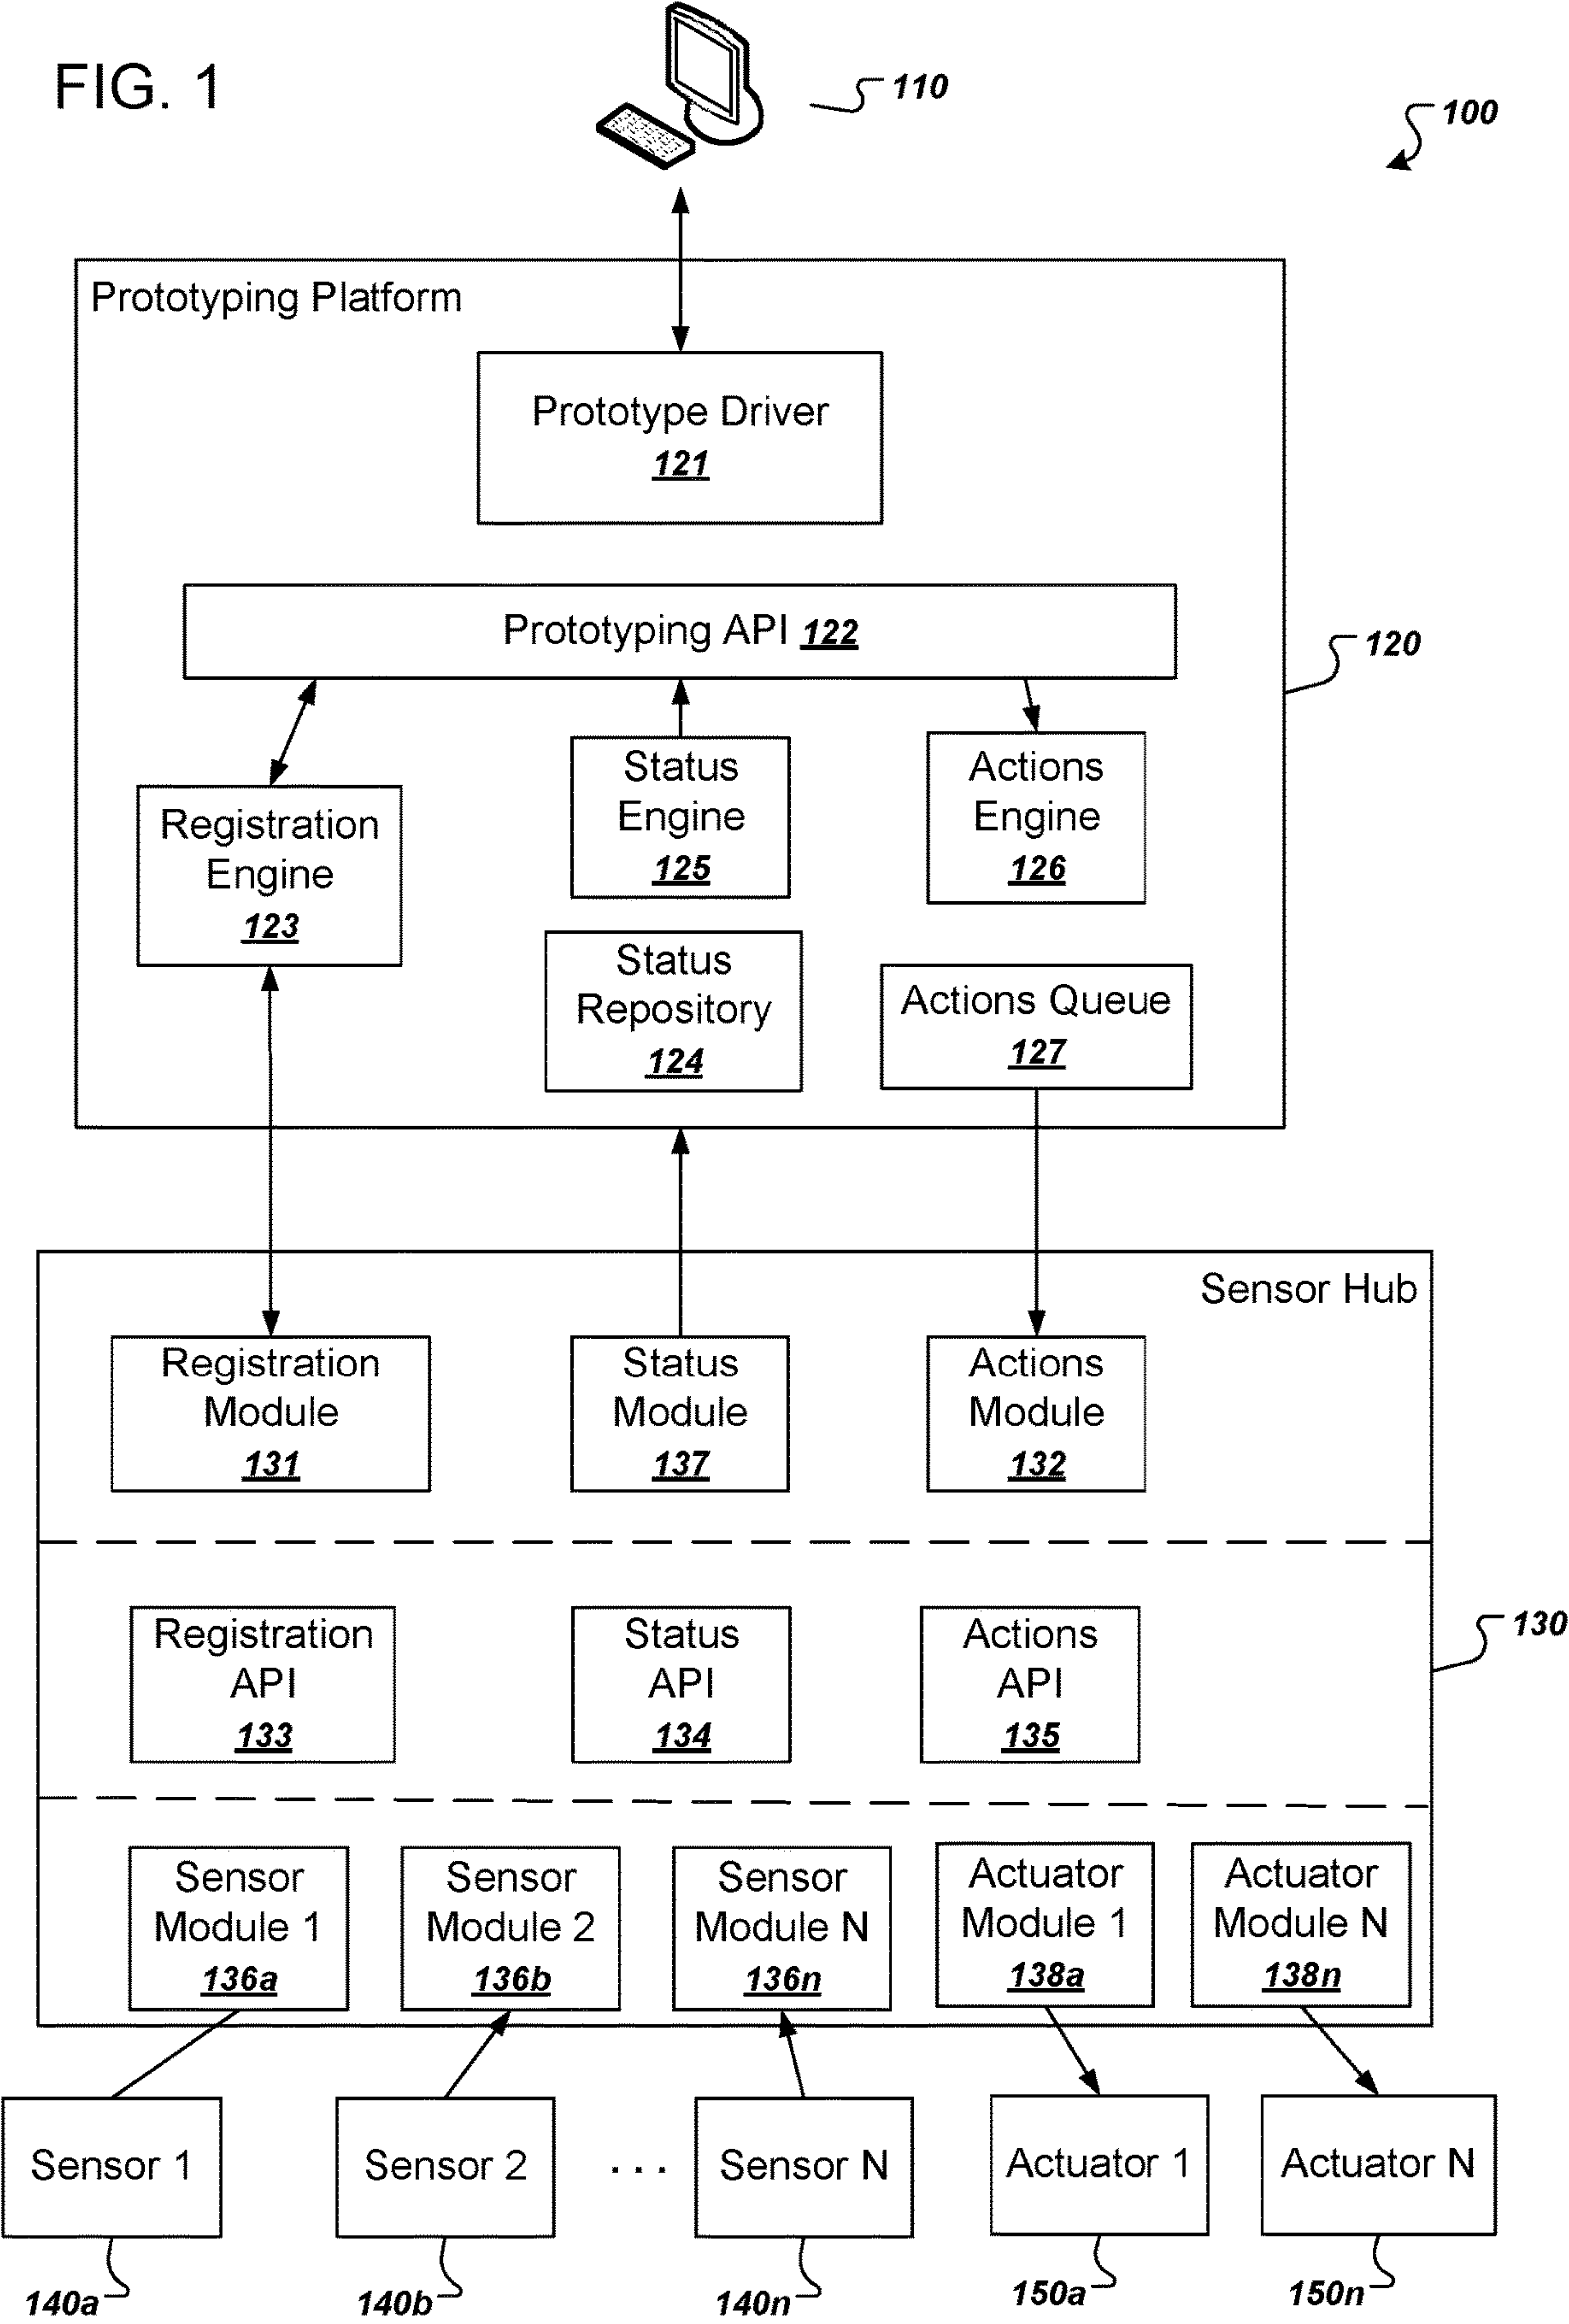 FIG. 1
110
100
Prototyping Platform
Prototype Driver
121
Prototyping API 122
120
Registration
Engine
123
Status
Engine
125
Actions
Engine
126
Status
Repository
124
Actions Queue
127
Sensor Hub
Registration
Module
131
Status
Module
137
Actions
Module
132
130
Registration
API
133
Status
API
134
Actions
API
135
Sensor
Module 1
136a
Sensor
Module 2
136b
Sensor
Module N
136n
Actuator
Module 1
138a
Actuator
Module N
138n
Sensor 1
Sensor 2
. . .
Sensor N
Actuator 1
Actuator N
140a
140b
140n
150a
150n